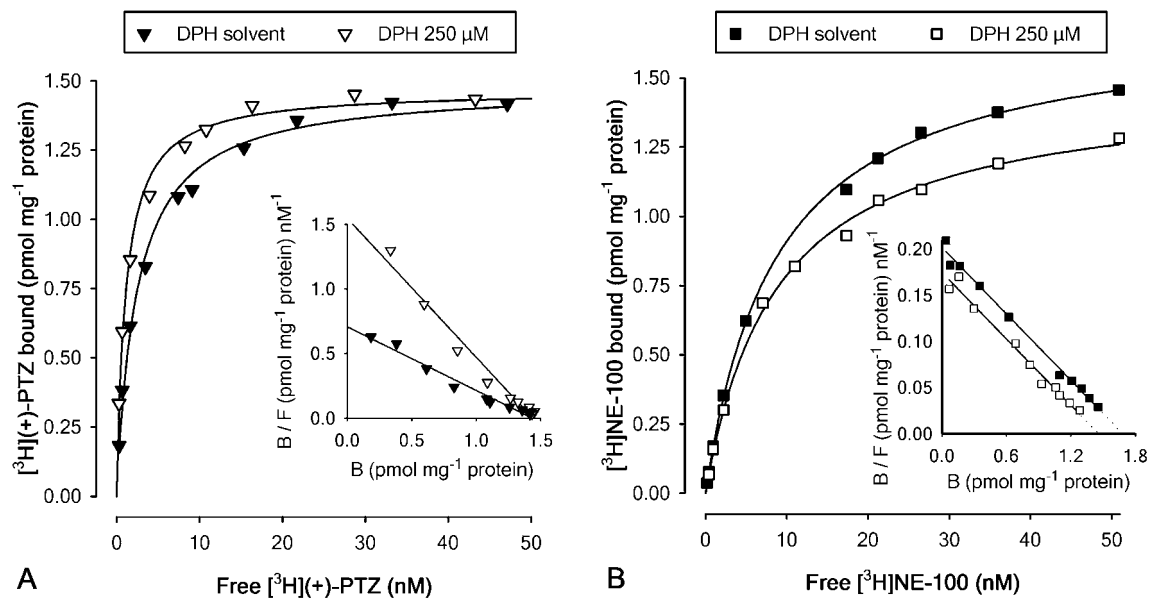 DPH solvent DPH 250 µM
[³H](+)-PTZ bound (pmol mg⁻¹ protein)
1.50
1.25
1.00
0.75
0.50
0.25
0.00
0 10 20 30 40 50
Free [³H](+)-PTZ (nM)
A
B / F (pmol mg⁻¹ protein) nM⁻¹
1.5
1.0
0.5
0.0
0.0 0.5 1.0 1.5
B (pmol mg⁻¹ protein)
DPH solvent DPH 250 µM
[³H]NE-100 bound (pmol mg⁻¹ protein)
1.50
1.25
1.00
0.75
0.50
0.25
0.00
0 10 20 30 40 50
Free [³H]NE-100 (nM)
B
B / F (pmol mg⁻¹ protein) nM⁻¹
0.20
0.15
0.10
0.05
0.00
0.0 0.6 1.2 1.8
B (pmol mg⁻¹ protein)